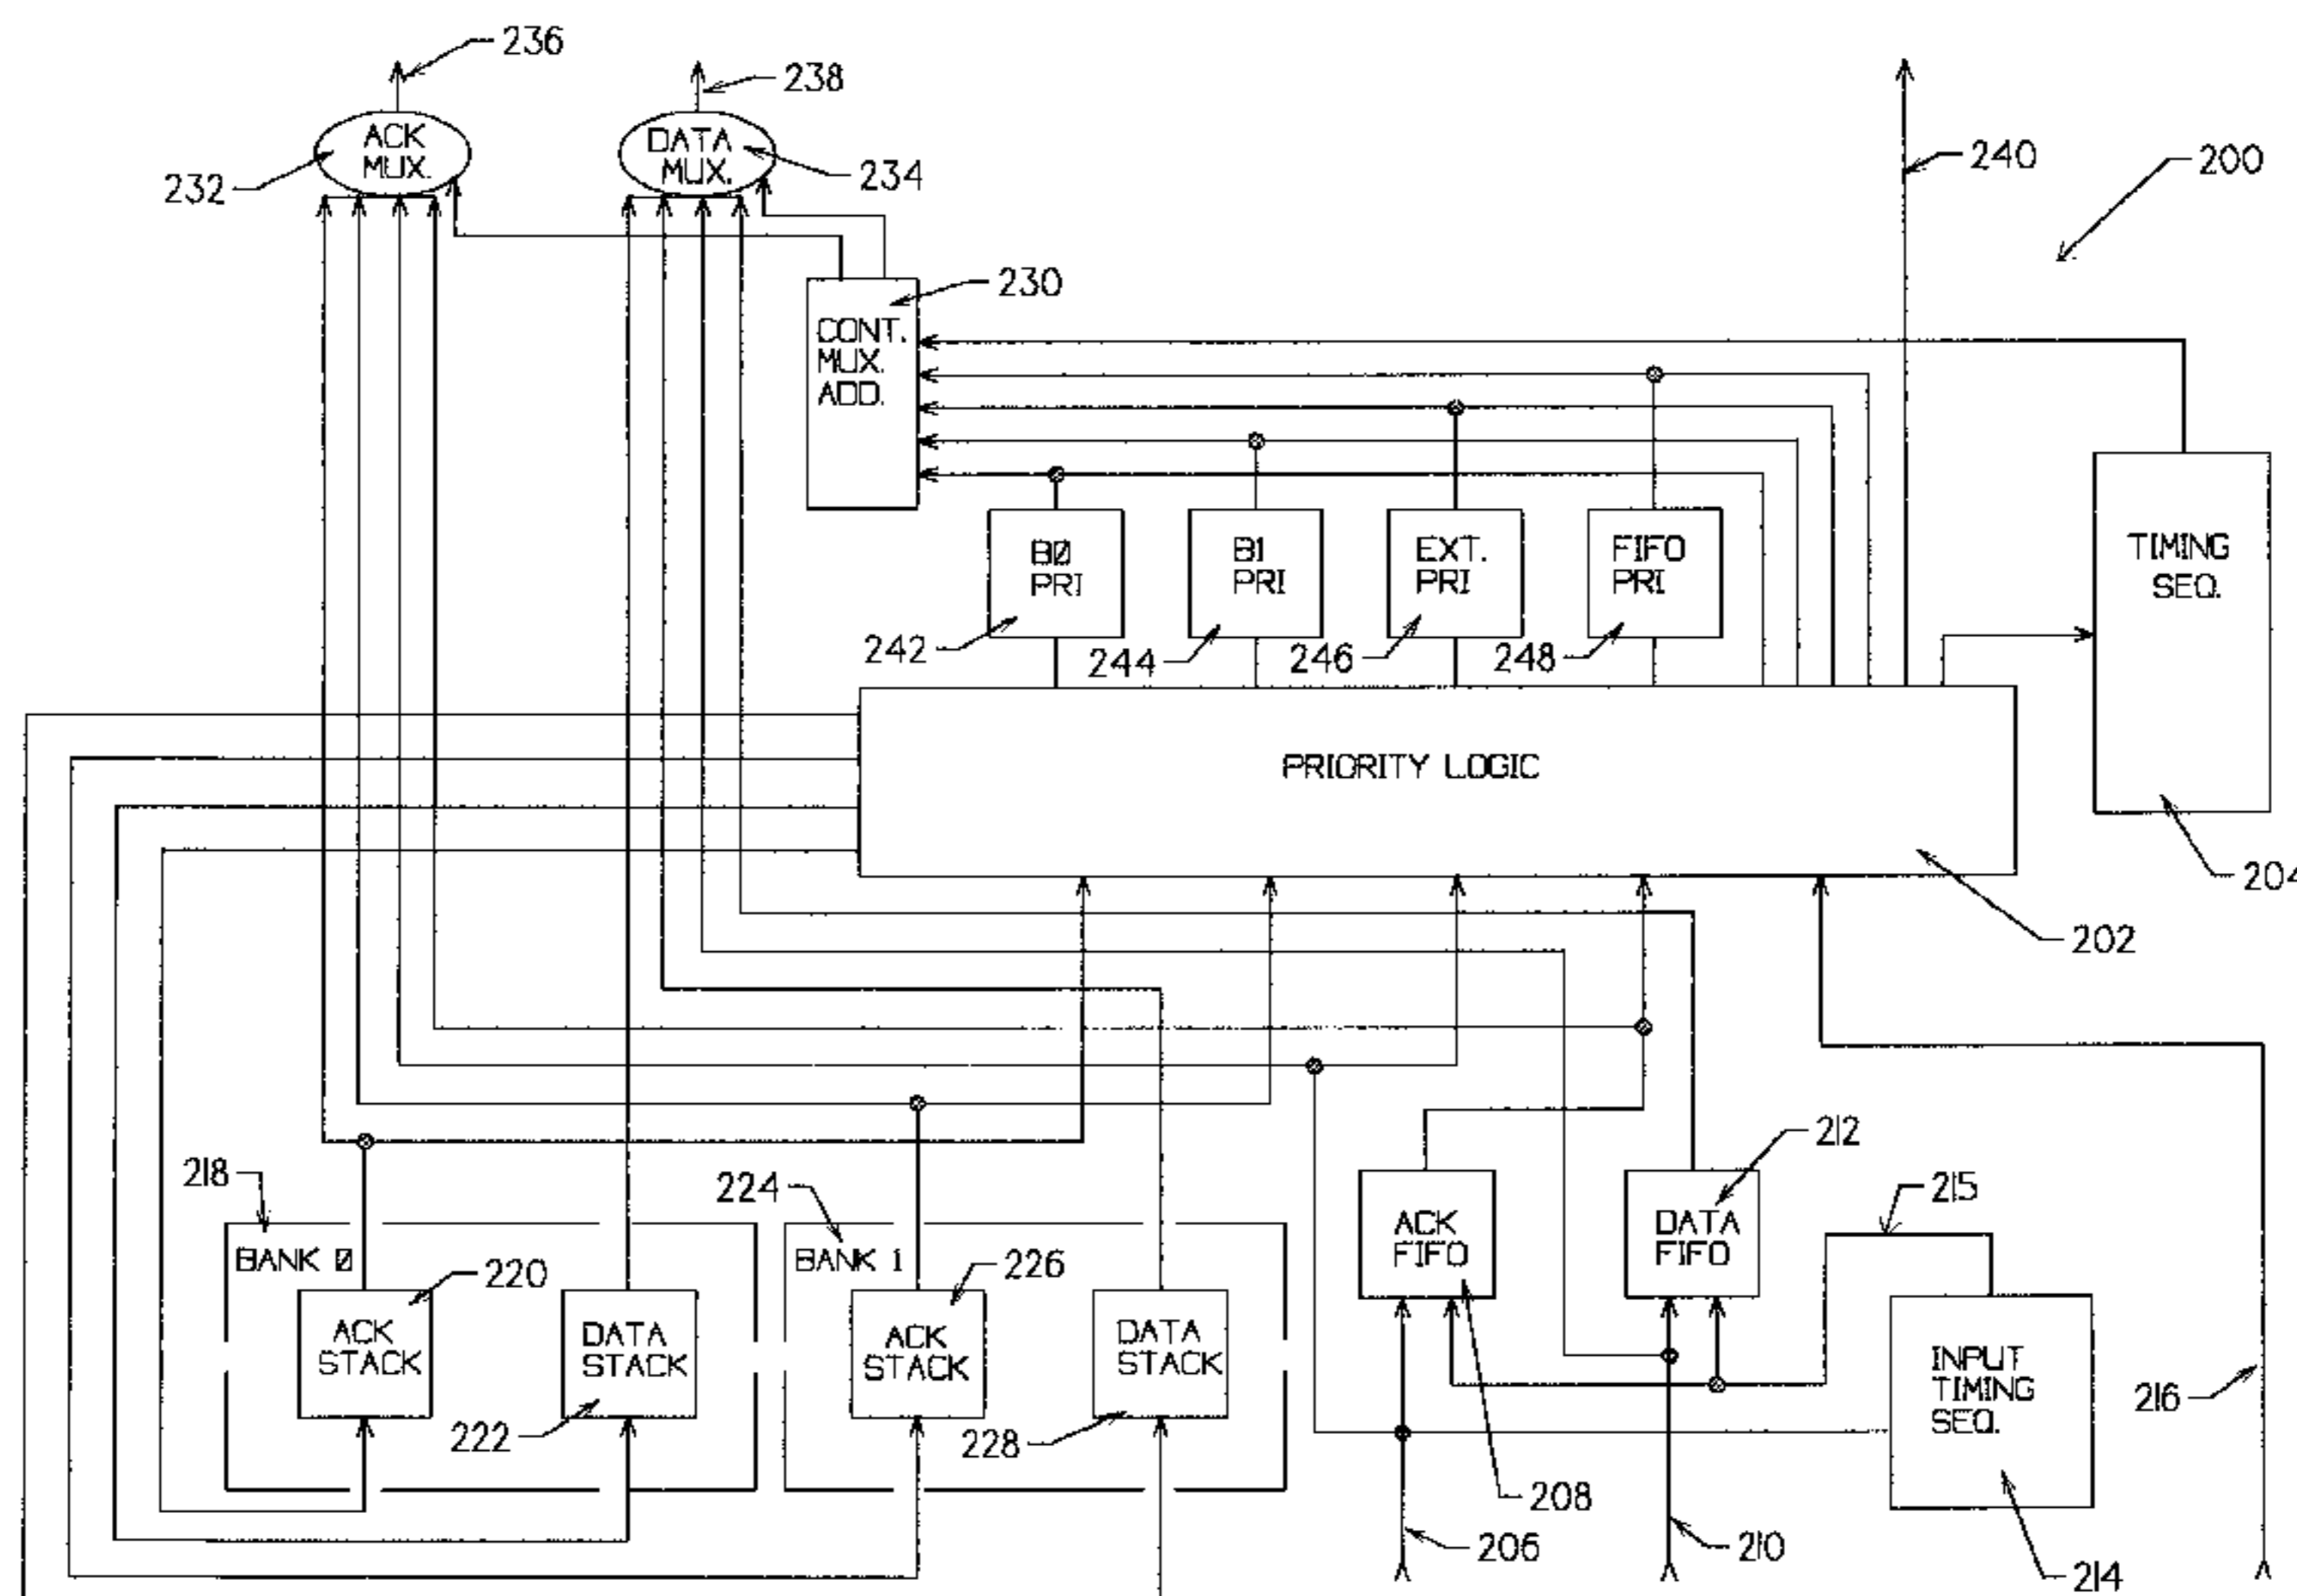 236
238
ACK
MUX.
DATA
MUX.
232
234
240
200
230
CONT.
MUX.
ADD.
BØ
PRI
B1
PRI
EXT.
PRI
FIFO
PRI
TIMING
SEQ.
242
244
246
248
PRIORITY LOGIC
204
202
218
224
212
215
BANK Ø
BANK 1
220
226
ACK
FIFO
DATA
FIFO
ACK
STACK
DATA
STACK
ACK
STACK
DATA
STACK
INPUT
TIMING
SEQ.
216
222
228
208
206
210
214